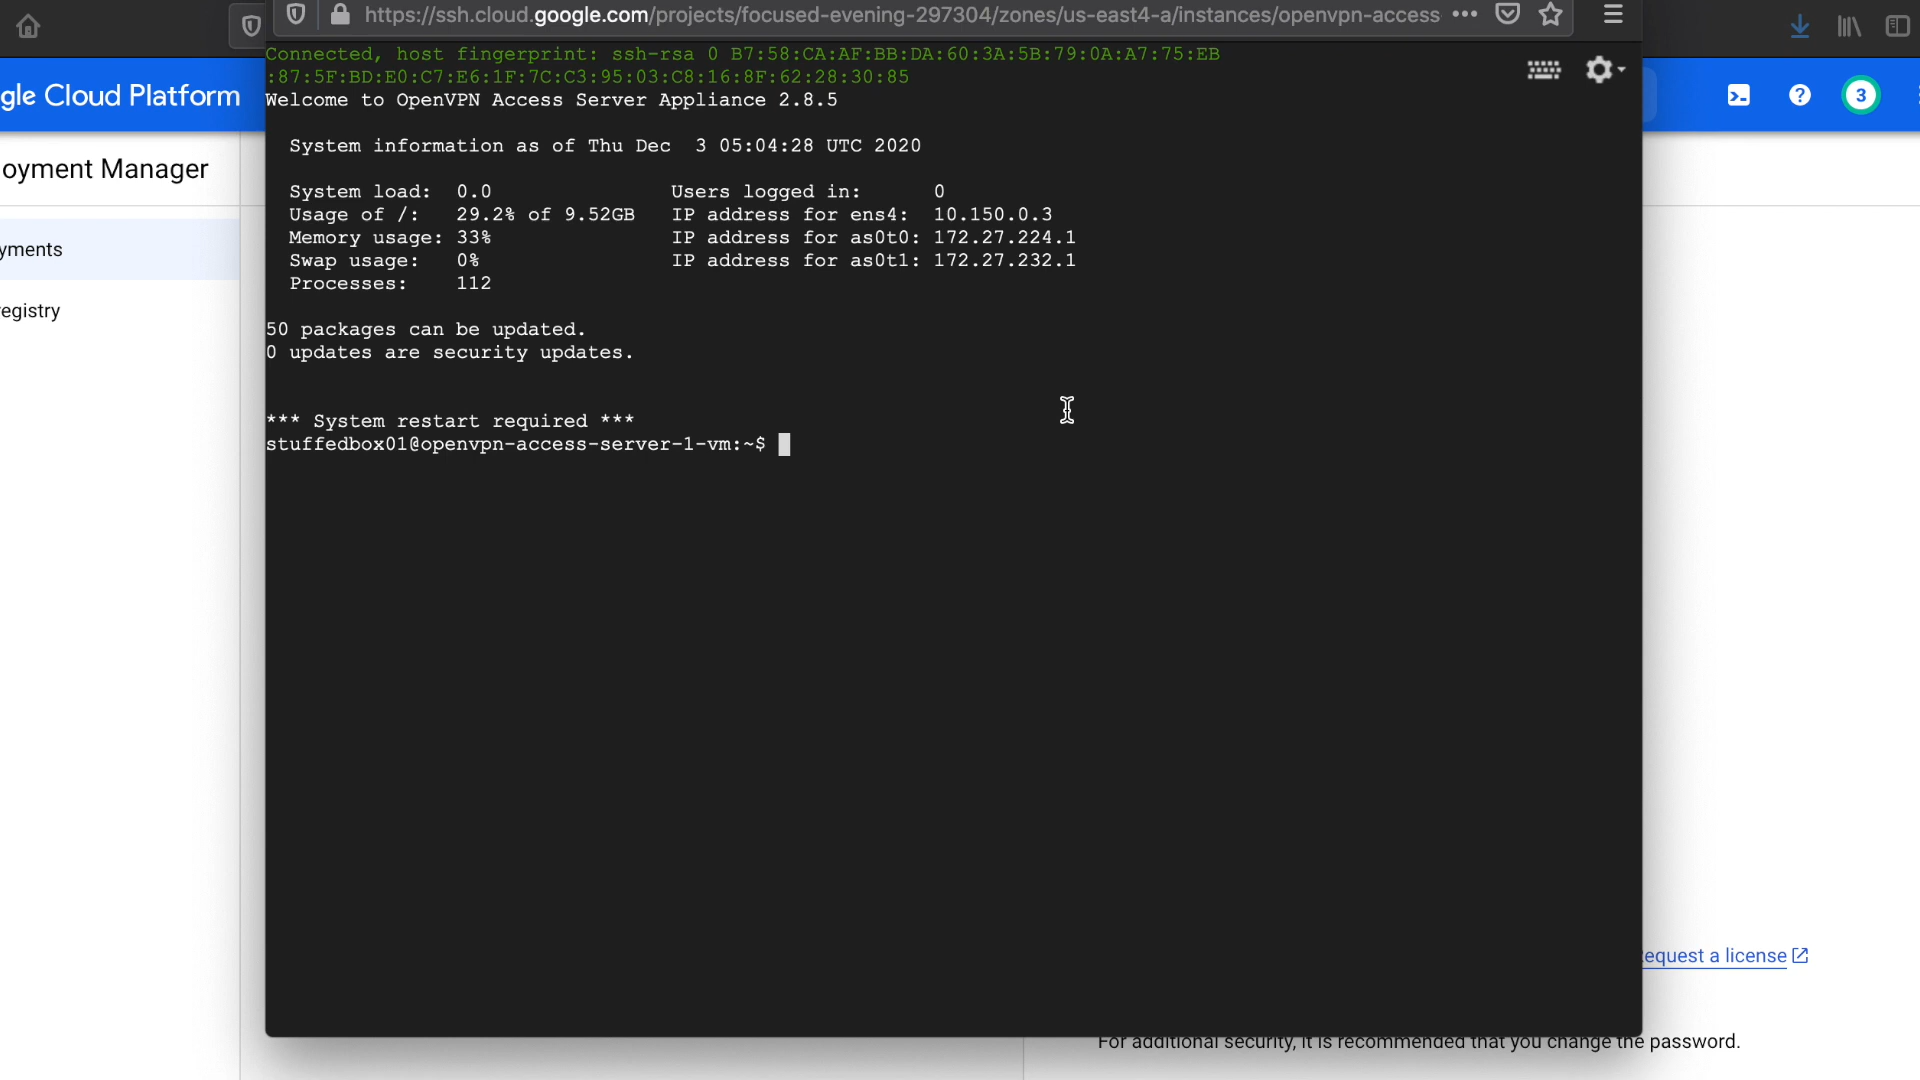 https://ssh.cloud.google.com/projects/focused-evening-297304/zones/us-east4-a/instances/openvpn-access
Connected, host fingerprint: ssh-rsa 0 B7:58:CA:AF:BB:DA:60:3A:5B:79:0A:A7:75:EB
:87:5F:BD:E0:C7:E6:1F:7C:C3:95:03:C8:16:8F:62:28:30:85
gle Cloud Platform
3
Welcome to OpenVPN Access Server Appliance 2.8.5
System information as of Thu Dec  3 05:04:28 UTC 2020
oyment Manager
System load:  0.0               Users logged in:      0
Usage of /:   29.2% of 9.52GB   IP address for ens4:  10.150.0.3
Memory usage: 33%               IP address for as0t0: 172.27.224.1
yments
Swap usage:   0%                IP address for as0t1: 172.27.232.1
Processes:    112
egistry
50 packages can be updated.
0 updates are security updates.
*** System restart required ***
stuffedbox01@openvpn-access-server-1-vm:~$
equest a license
For additional security, it is recommended that you change the password.